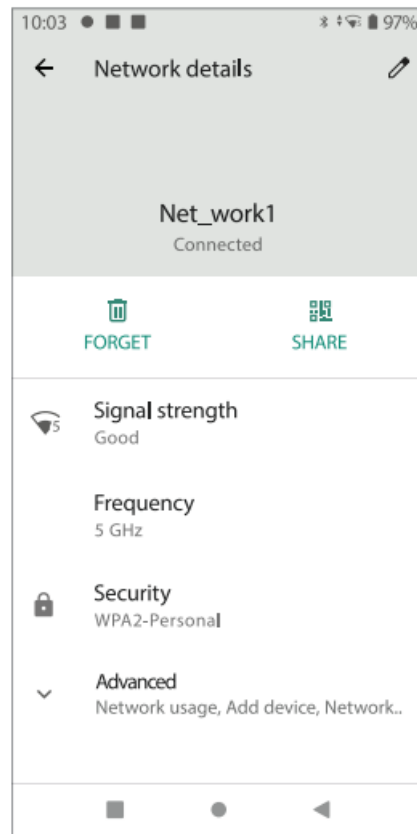 10:03 97%
Network details
Net_work1
Connected
FORGET SHARE
Signal strength
Good
5
Frequency
5 GHz
Security
WPA2-Personal
Advanced
Network usage, Add device, Network..